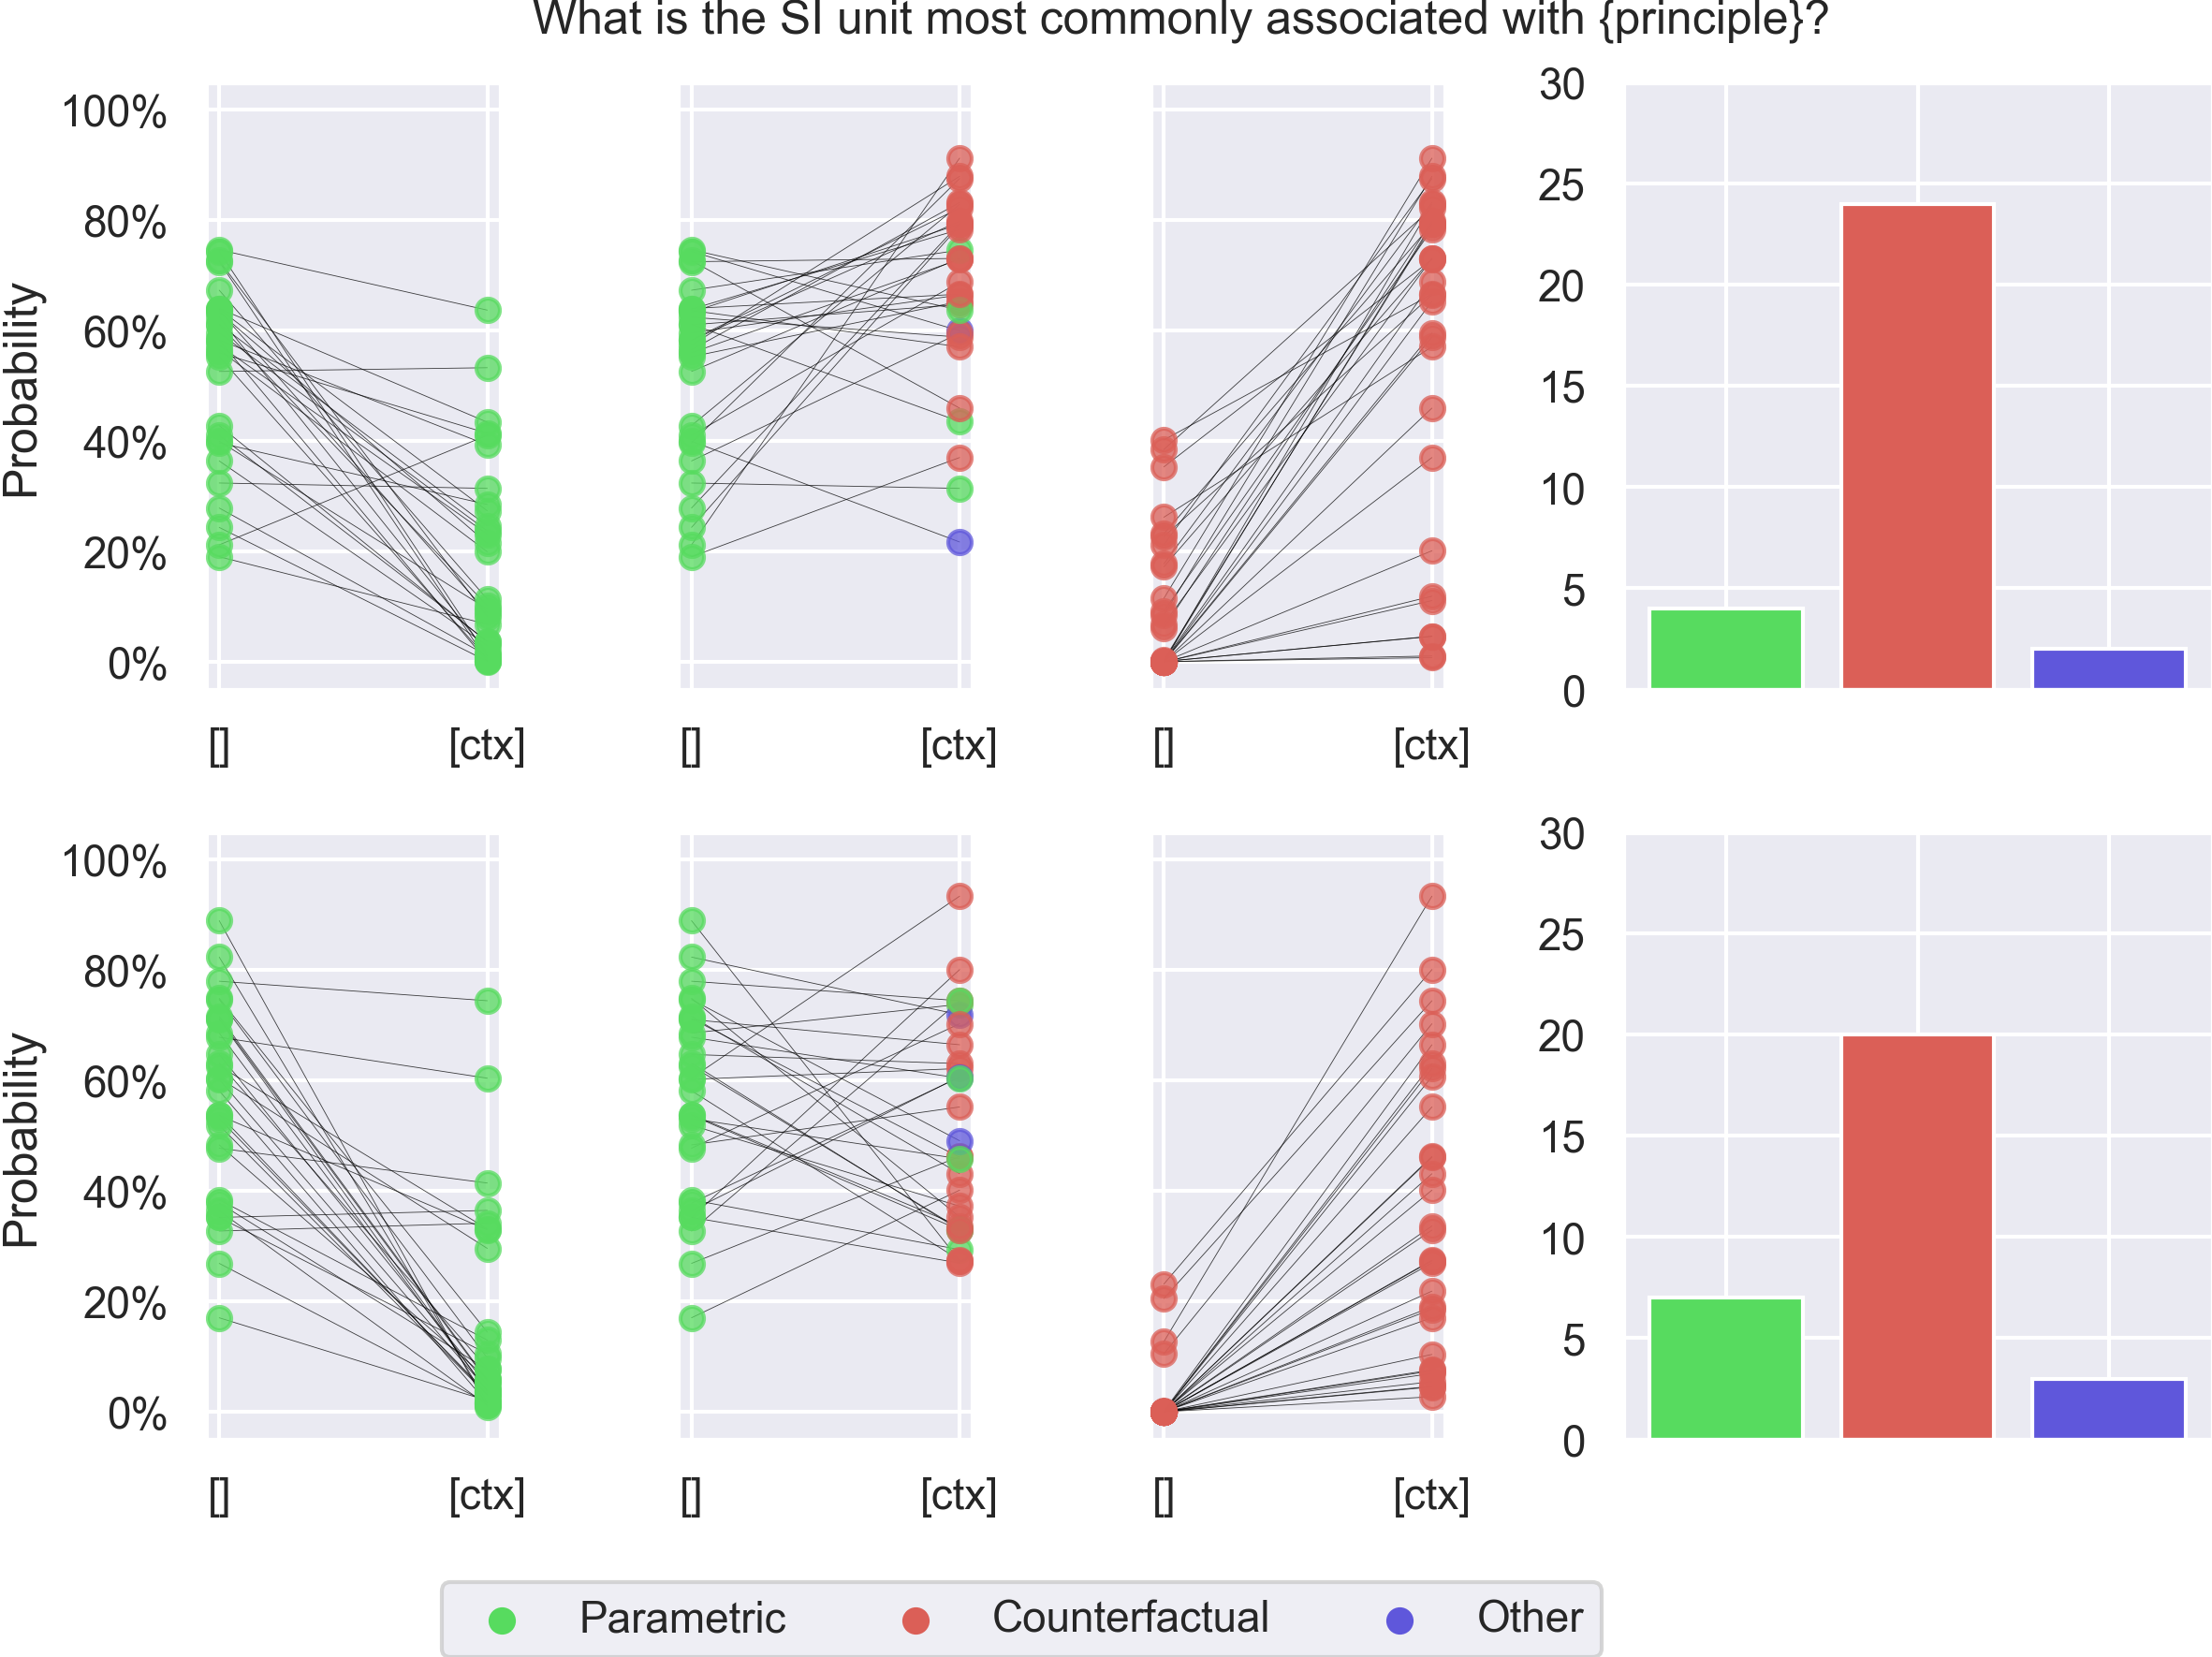 What is the SI unit most commonly associated with {principle}?
Probability
100%
80%
60%
40%
20%
0%
[] [ctx]
[] [ctx]
[] [ctx]
30
25
20
15
10
5
0
Probability
100%
80%
60%
40%
20%
0%
[] [ctx]
[] [ctx]
[] [ctx]
30
25
20
15
10
5
0
Parametric Counterfactual Other